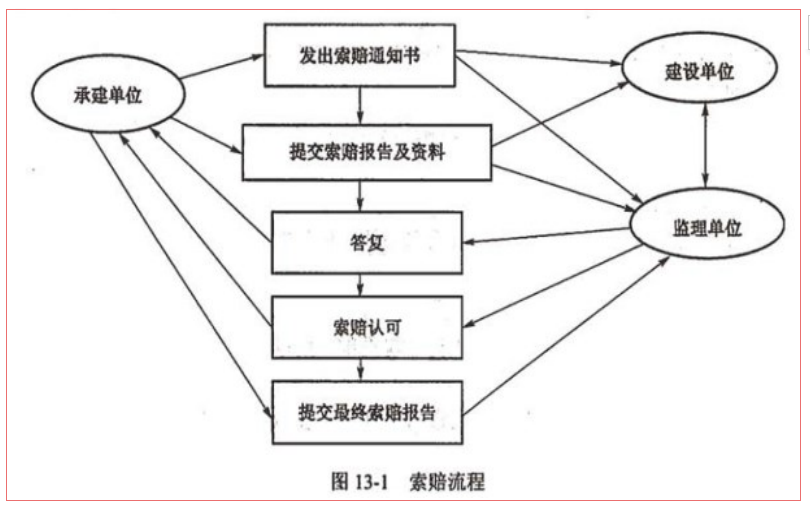 发出索赔通知书
建设单位
承建单位
提交索赔报告及资料
监理单位
答复
索赔认可
提交最终索赔报告
图 13-1 索赔流程